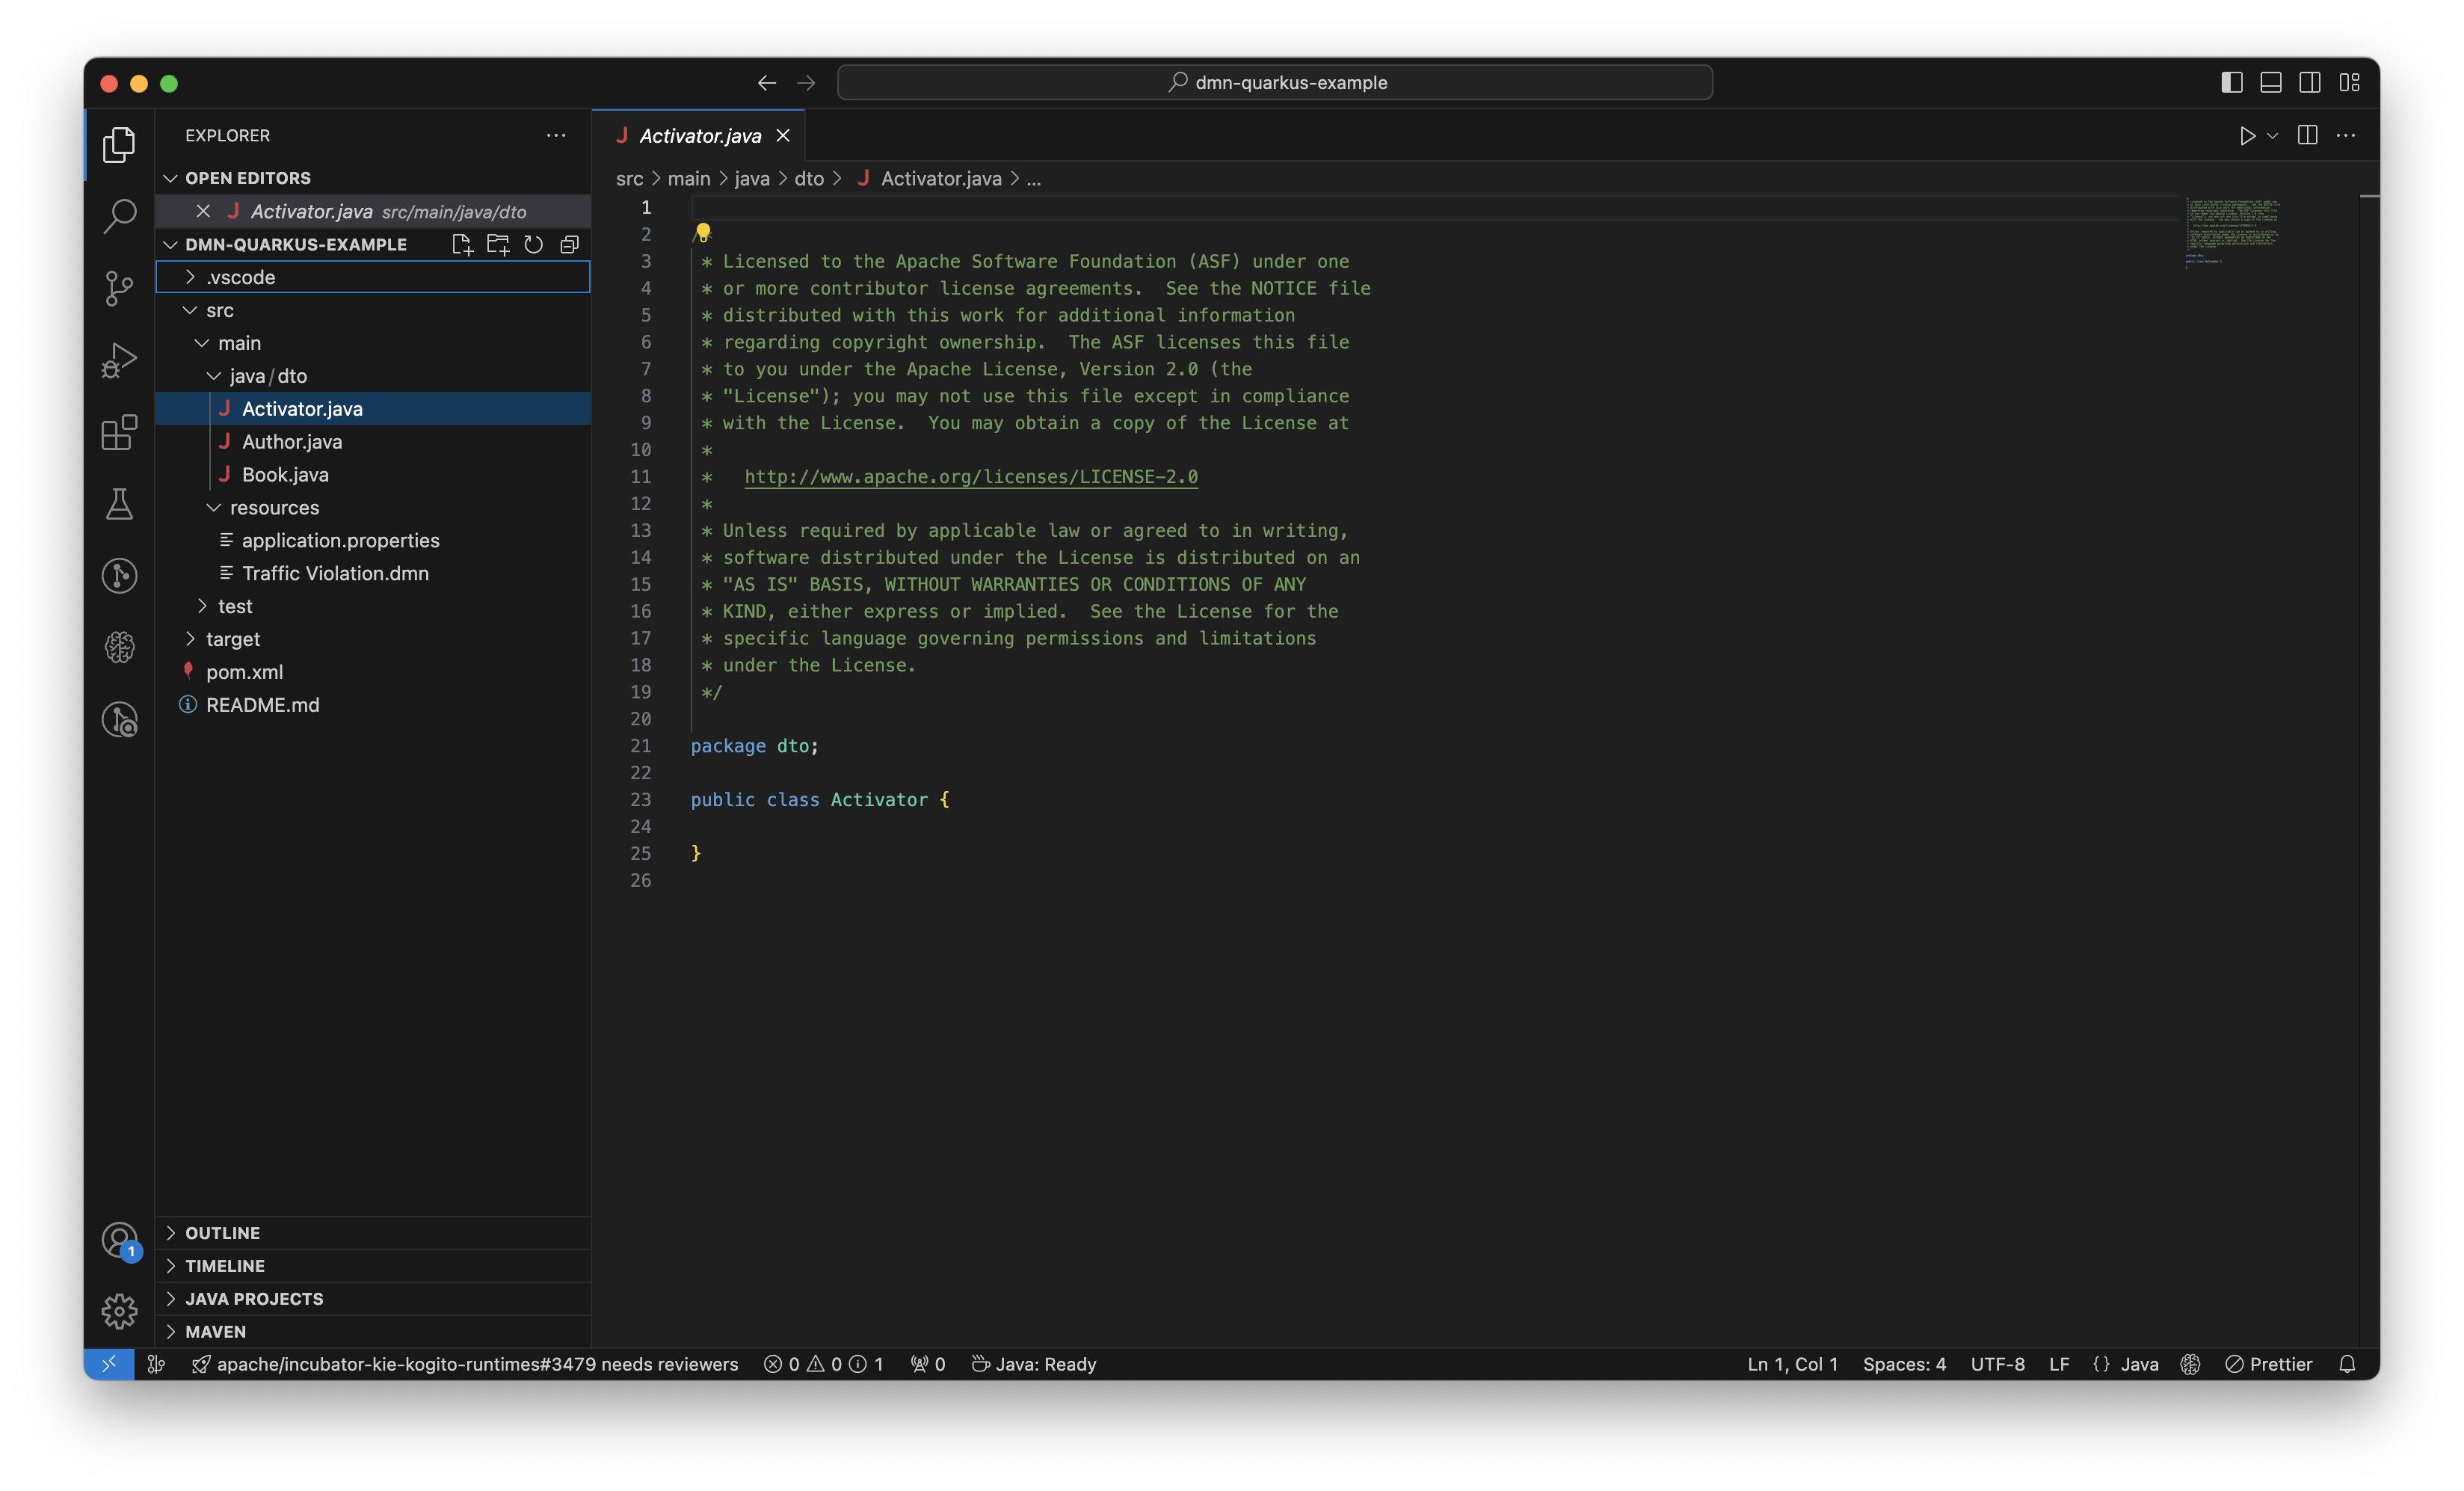 dmn-quarkus-example
EXPLORER
OPEN EDITORS
Activator.java src/main/java/dto
DMN-QUARKUS-EXAMPLE
.vscode
src
main
java/dto
Activator.java
Author.java
Book.java
resources
application.properties
Traffic Violation.dmn
test
target
pom.xml
README.md
OUTLINE
TIMELINE
JAVA PROJECTS
MAVEN
1
Activator.java
src > main > java > dto > Activator.java > ...
1
2
3 * Licensed to the Apache Software Foundation (ASF) under one
4 * or more contributor license agreements.  See the NOTICE file
5 * distributed with this work for additional information
6 * regarding copyright ownership.  The ASF licenses this file
7 * to you under the Apache License, Version 2.0 (the
8 * "License"); you may not use this file except in compliance
9 * with the License.  You may obtain a copy of the License at
10 *
11 *   http://www.apache.org/licenses/LICENSE-2.0
12 *
13 * Unless required by applicable law or agreed to in writing,
14 * software distributed under the License is distributed on an
15 * "AS IS" BASIS, WITHOUT WARRANTIES OR CONDITIONS OF ANY
16 * KIND, either express or implied.  See the License for the
17 * specific language governing permissions and limitations
18 * under the License.
19 */
20
21 package dto;
22
23 public class Activator {
24
25 }
26
apache/incubator-kie-kogito-runtimes#3479 needs reviewers 0 0 1 0 Java: Ready Ln 1, Col 1 Spaces: 4 UTF-8 LF {} Java Prettier